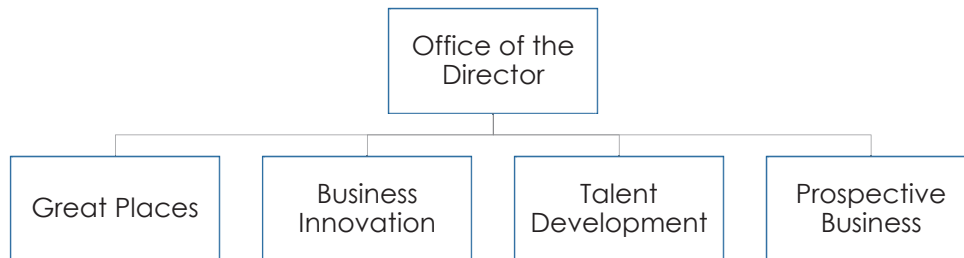 Office of the
Director
Great Places
Business
Innovation
Talent
Development
Prospective
Business